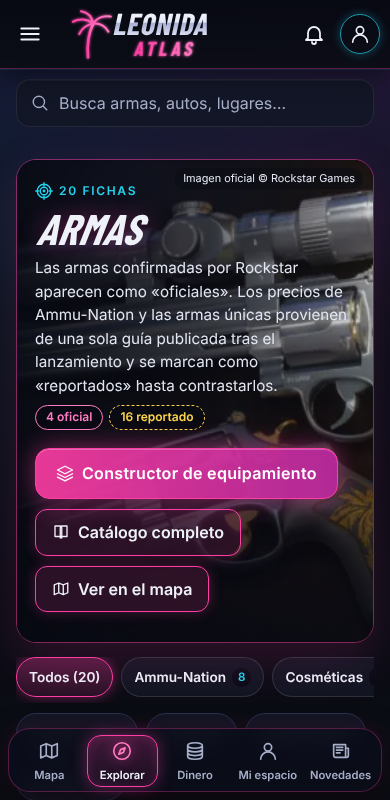 LEONIDA
ATLAS
Busca armas, autos, lugares...
Imagen oficial © Rockstar Games
20 FICHAS
ARMAS
Las armas confirmadas por Rockstar
aparecen como «oficiales». Los precios de
Ammu-Nation y las armas únicas provienen
de una sola guía publicada tras el
lanzamiento y se marcan como
«reportados» hasta contrastarlos.
4 oficial
16 reportado
Constructor de equipamiento
Catálogo completo
Ver en el mapa
Todos (20)
Ammu-Nation 8
Cosméticas
Mapa
Explorar
Dinero
Mi espacio
Novedades